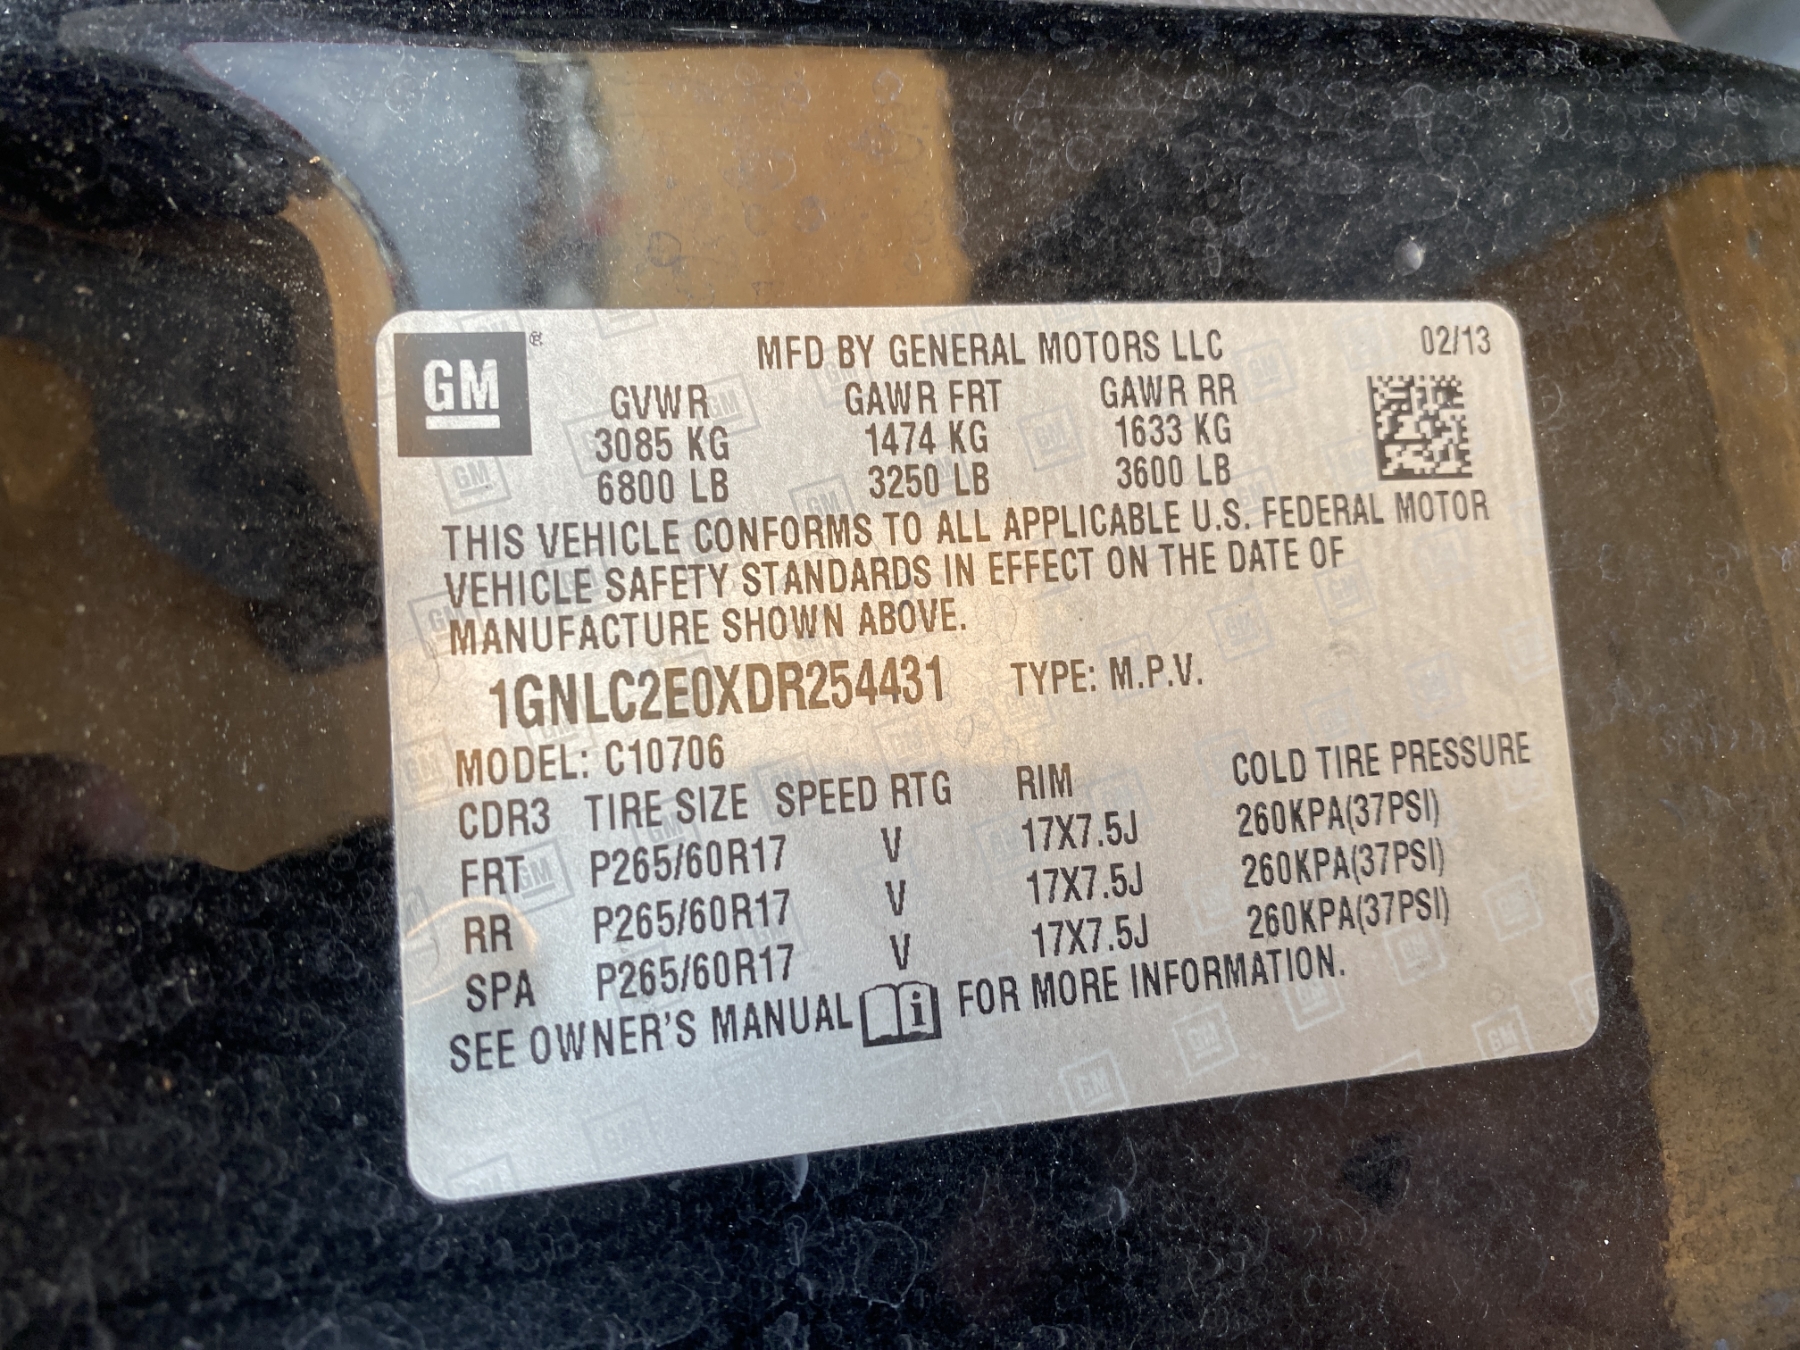 GM ®
MFD BY GENERAL MOTORS LLC 02/13
GVWR GAWR FRT GAWR RR
3085 KG 1474 KG 1633 KG
6800 LB 3250 LB 3600 LB
THIS VEHICLE CONFORMS TO ALL APPLICABLE U.S. FEDERAL MOTOR
VEHICLE SAFETY STANDARDS IN EFFECT ON THE DATE OF
MANUFACTURE SHOWN ABOVE.
1GNLC2E0XDR254431 TYPE: M.P.V.
MODEL: C10706
CDR3 TIRE SIZE SPEED RTG RIM COLD TIRE PRESSURE
FRT P265/60R17 V 17X7.5J 260KPA(37PSI)
RR P265/60R17 V 17X7.5J 260KPA(37PSI)
SPA P265/60R17 V 17X7.5J 260KPA(37PSI)
SEE OWNER'S MANUAL i FOR MORE INFORMATION.